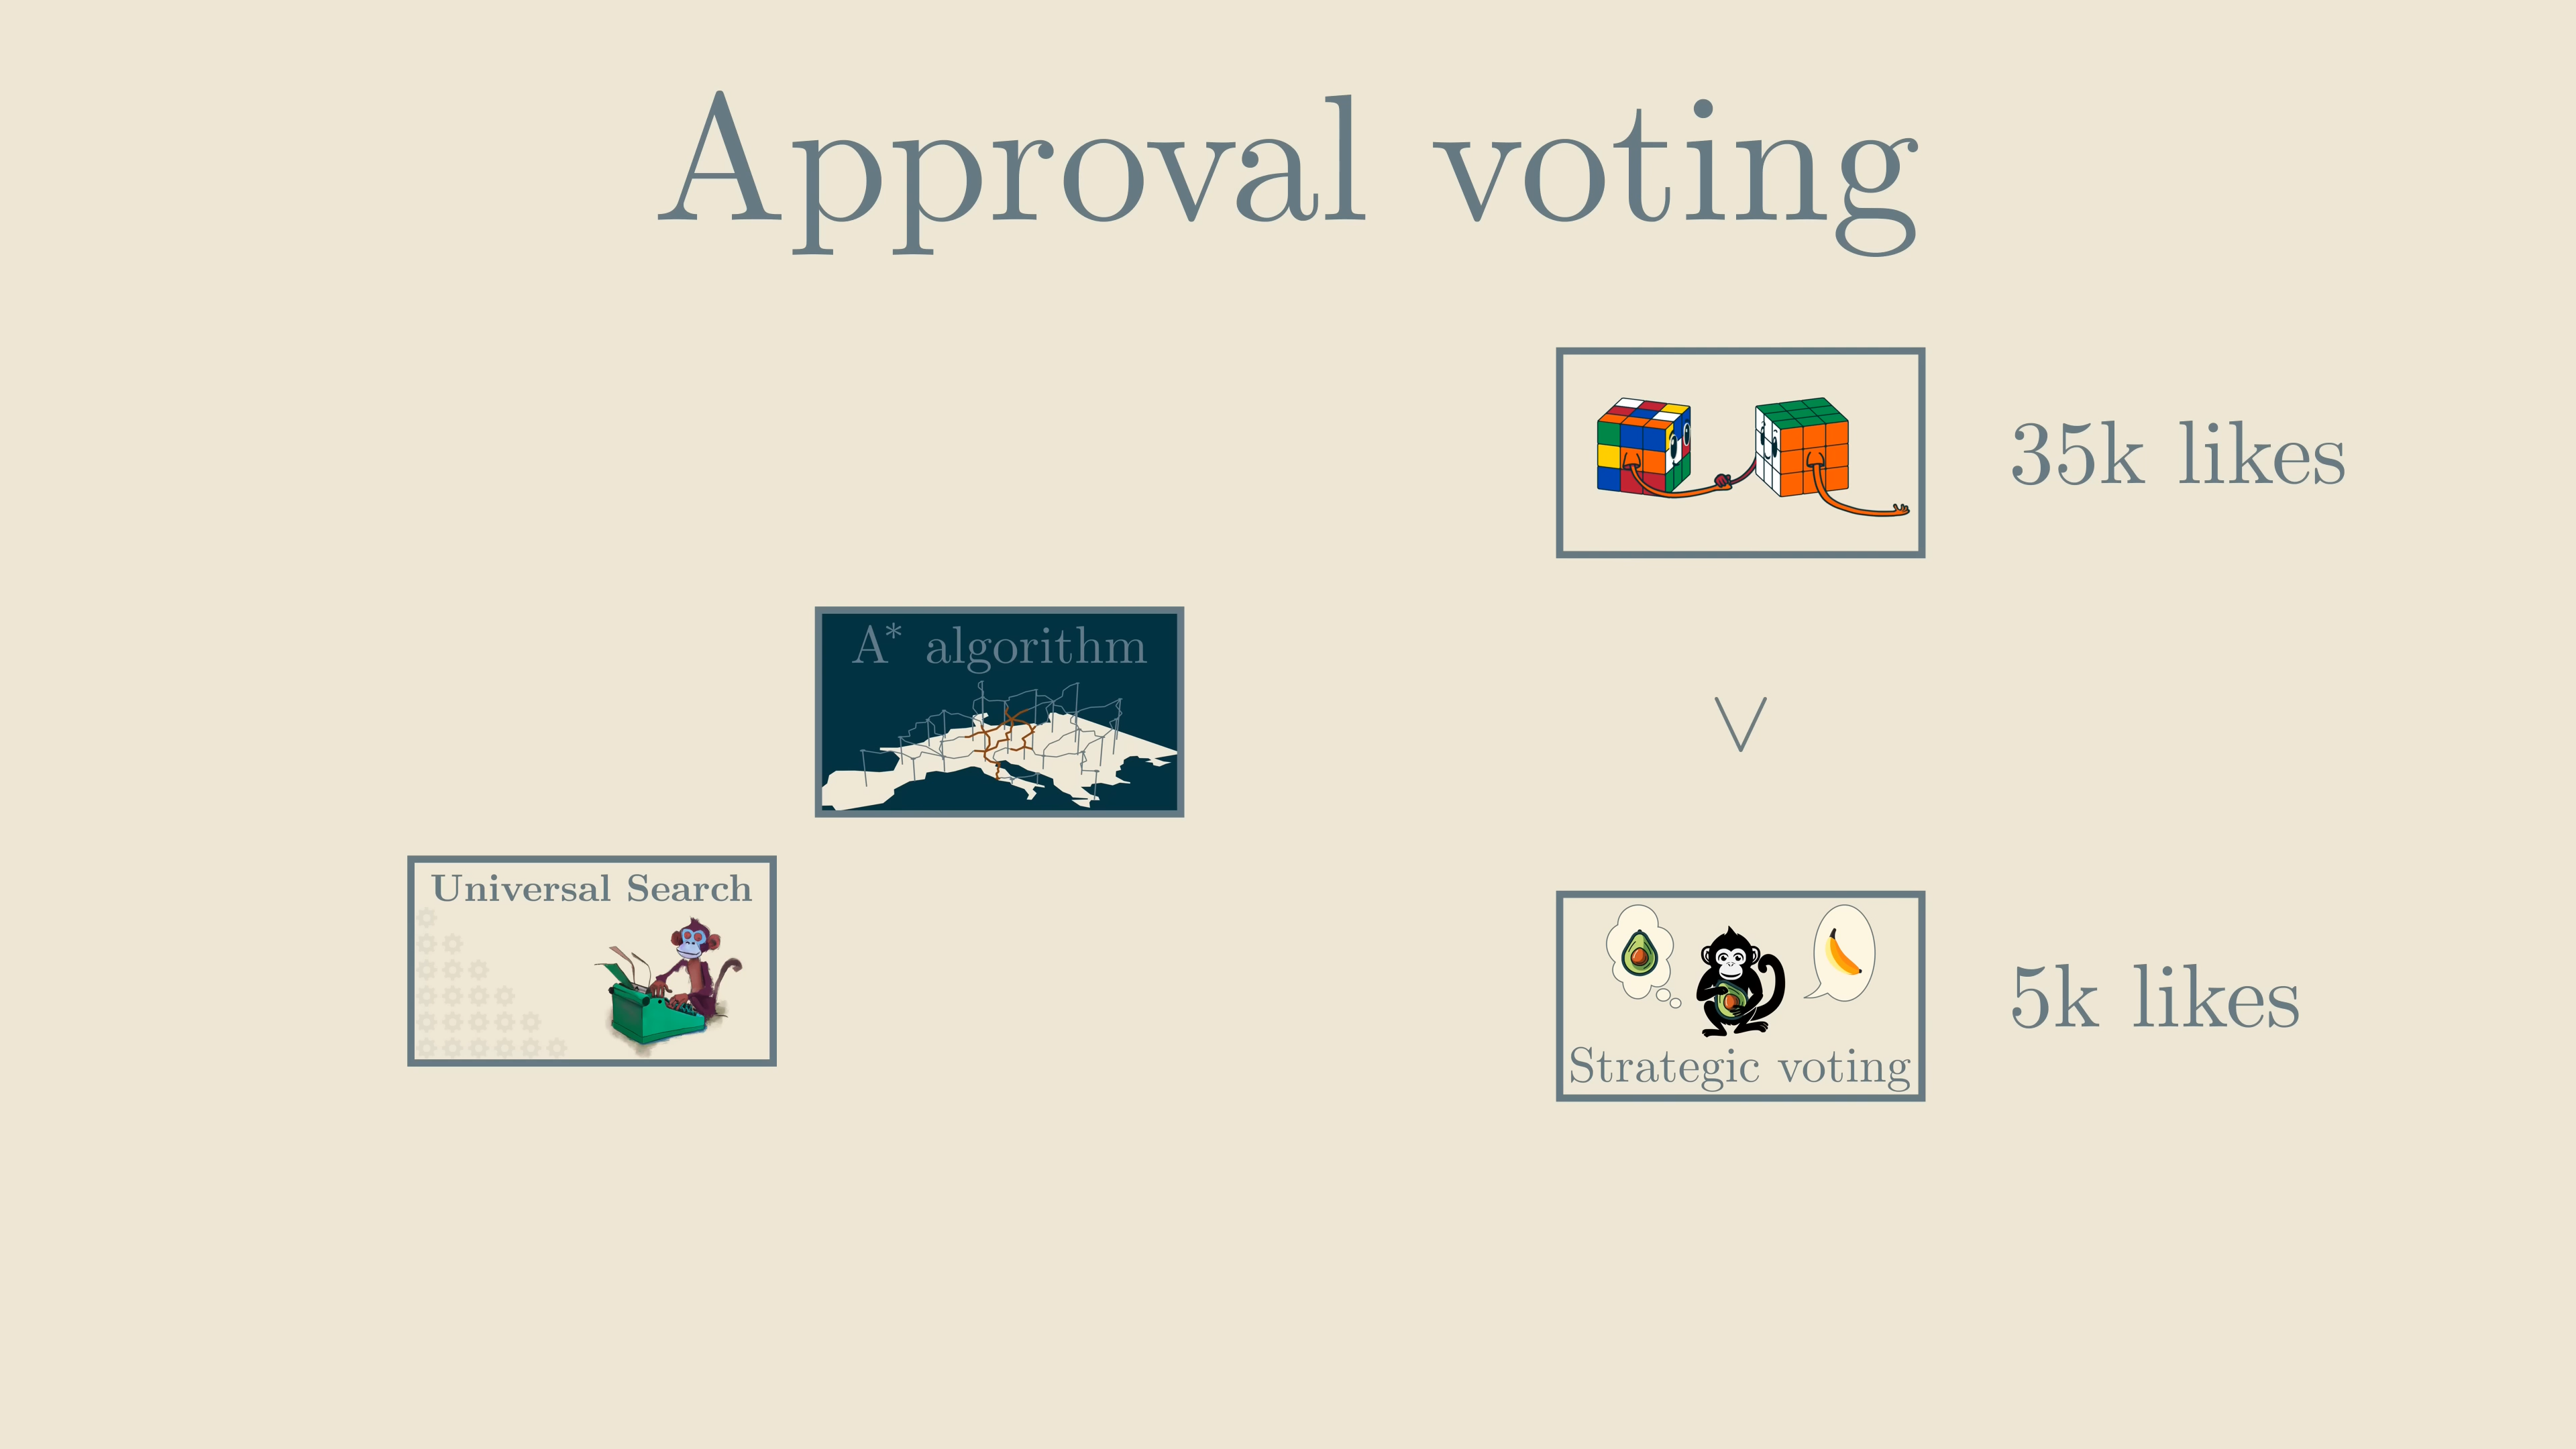 Approval voting
35k likes
A* algorithm
Universal Search
5k likes
Strategic voting